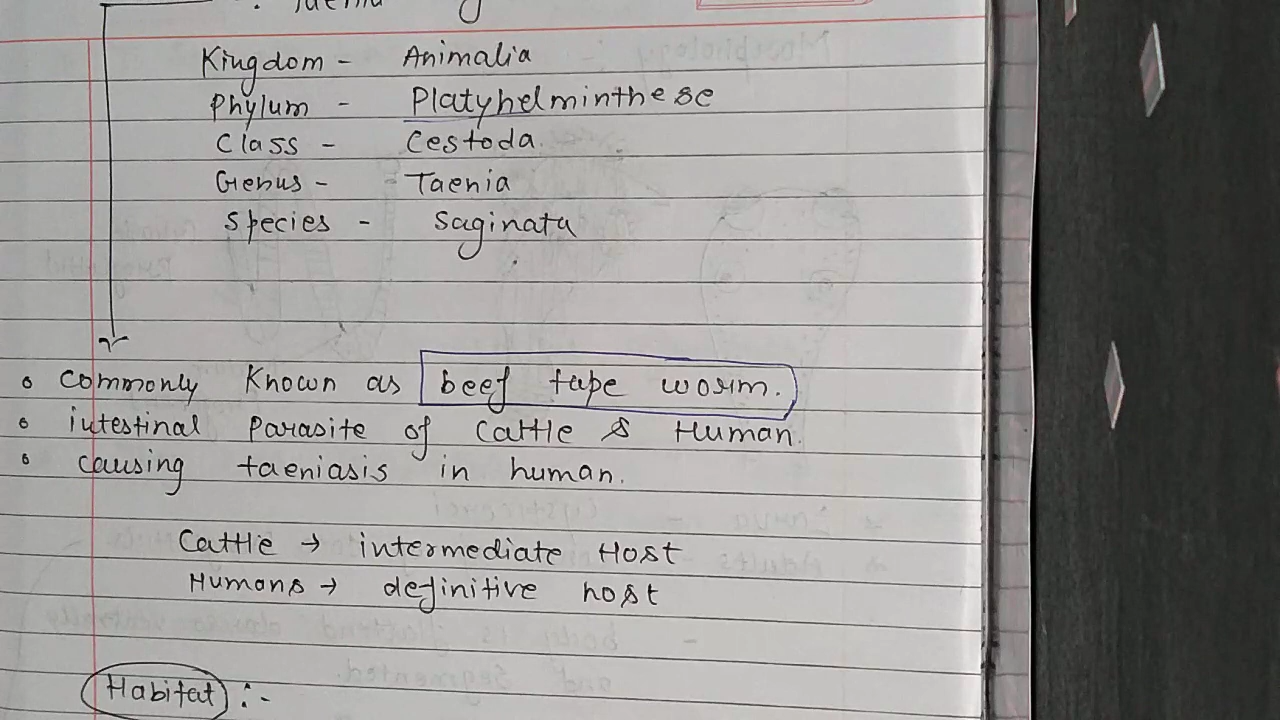 : Taenia
Kingdom - Animalia
Phylum - Platyhelminthese
Class - Cestoda.
Genus - Taenia
Species - Saginata
• Commonly Known as beef tape worm.
• intestinal Parasite of Cattle & Human.
• causing taeniasis in human.
Cattle → intermediate Host
Humans → definitive host
Habitat :-